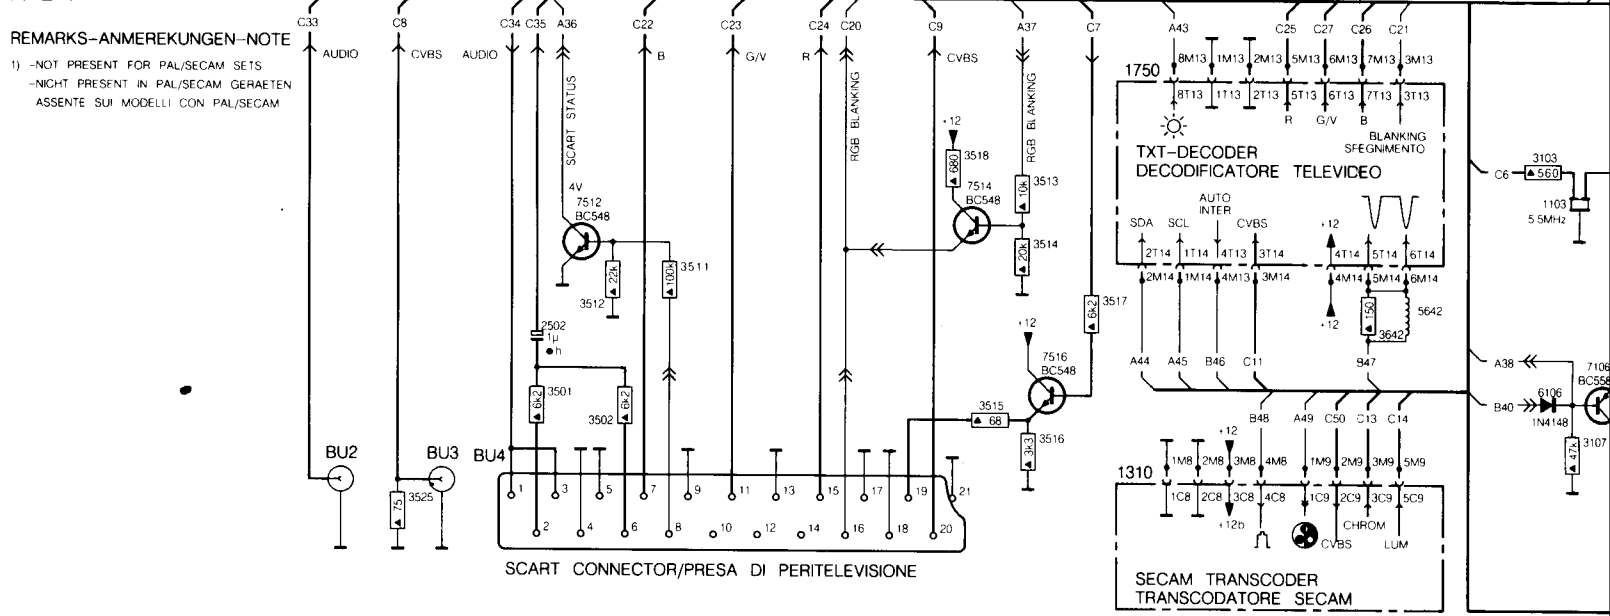 C33
C8
C34
C35
A36
C22
C23
C24
C20
C9
A37
C7
A43
C25
C27
C26
C21
REMARKS-ANMEREKUNGEN-NOTE
1) -NOT PRESENT FOR PAL/SECAM SETS
-NICHT PRESENT IN PAL/SECAM GERAETEN
ASSENTE SUI MODELLI CON PAL/SECAM
AUDIO
CVBS
AUDIO
SCART STATUS
B
G/V
R
RGB BLANKING
CVBS
RGB BLANKING
+12
680
3518
7514
BC548
10k
3513
20k
3514
4V
7512
BC548
22k
3512
100k
3511
2502
1µ
h
6k2
3501
3502
6k2
+12
7516
BC548
6k2
3517
3515
68
3k3
3516
BU2
BU3
75
3525
BU4
1
3
5
7
9
11
13
15
17
19
21
2
4
6
8
10
12
14
16
18
20
SCART CONNECTOR/PRESA DI PERITELEVISIONE
1750
8M13
1M13
2M13
5M13
6M13
7M13
3M13
8T13
1T13
2T13
5T13
6T13
7T13
3T13
R
G/V
B
BLANKING
SFEGNIMENTO
TXT-DECODER
DECODIFICATORE TELEVIDEO
AUTO
INTER
SDA
SCL
CVBS
+12
2T14
1T14
4T13
3T14
4T14
5T14
6T14
2M14
1M14
4M13
3M14
4M14
5M14
6M14
+12
150
3642
5642
A44
A45
B46
C11
B47
B48
A49
C50
C13
C14
+12
1310
1M8
2M8
3M8
4M8
1M9
2M9
3M9
5M9
1C8
2C8
3C8
4C8
1C9
2C9
3C9
5C9
+12b
CVBS
CHROM
LUM
SECAM TRANSCODER
TRANSCODATORE SECAM
C6
3103
560
1103
5.5MHz
A38
B40
6106
1N4148
7106
BC558
47k
3107